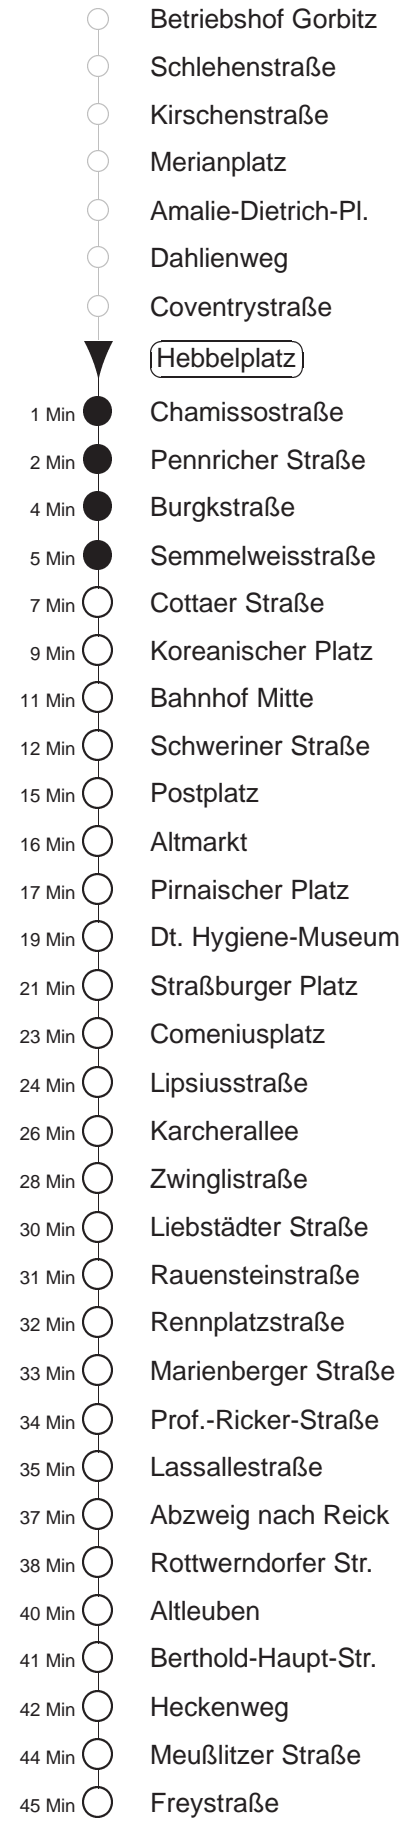 Betriebshof Gorbitz
Schlehenstraße
Kirschenstraße
Merianplatz
Amalie-Dietrich-Pl.
Dahlienweg
Coventrystraße
Hebbelplatz
1 Min Chamissostraße
2 Min Pennricher Straße
4 Min Burgkstraße
5 Min Semmelweisstraße
7 Min Cottaer Straße
9 Min Koreanischer Platz
11 Min Bahnhof Mitte
12 Min Schweriner Straße
15 Min Postplatz
16 Min Altmarkt
17 Min Pirnaischer Platz
19 Min Dt. Hygiene-Museum
21 Min Straßburger Platz
23 Min Comeniusplatz
24 Min Lipsiusstraße
26 Min Karcherallee
28 Min Zwinglistraße
30 Min Liebstädter Straße
31 Min Rauensteinstraße
32 Min Rennplatzstraße
33 Min Marienberger Straße
34 Min Prof.-Ricker-Straße
35 Min Lassallestraße
37 Min Abzweig nach Reick
38 Min Rottwerndorfer Str.
40 Min Altleuben
41 Min Berthold-Haupt-Str.
42 Min Heckenweg
44 Min Meußlitzer Straße
45 Min Freystraße